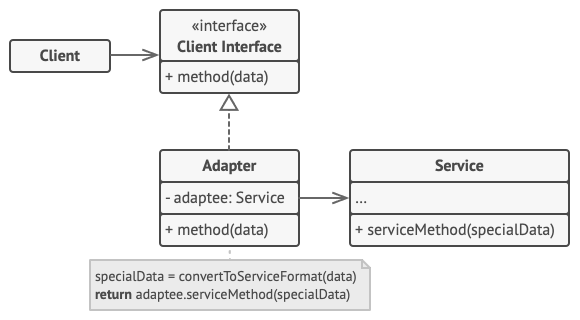 Client
«interface»
Client Interface
+ method(data)
Adapter
- adaptee: Service
+ method(data)
Service
...
+ serviceMethod(specialData)
specialData = convertToServiceFormat(data)
return adaptee.serviceMethod(specialData)